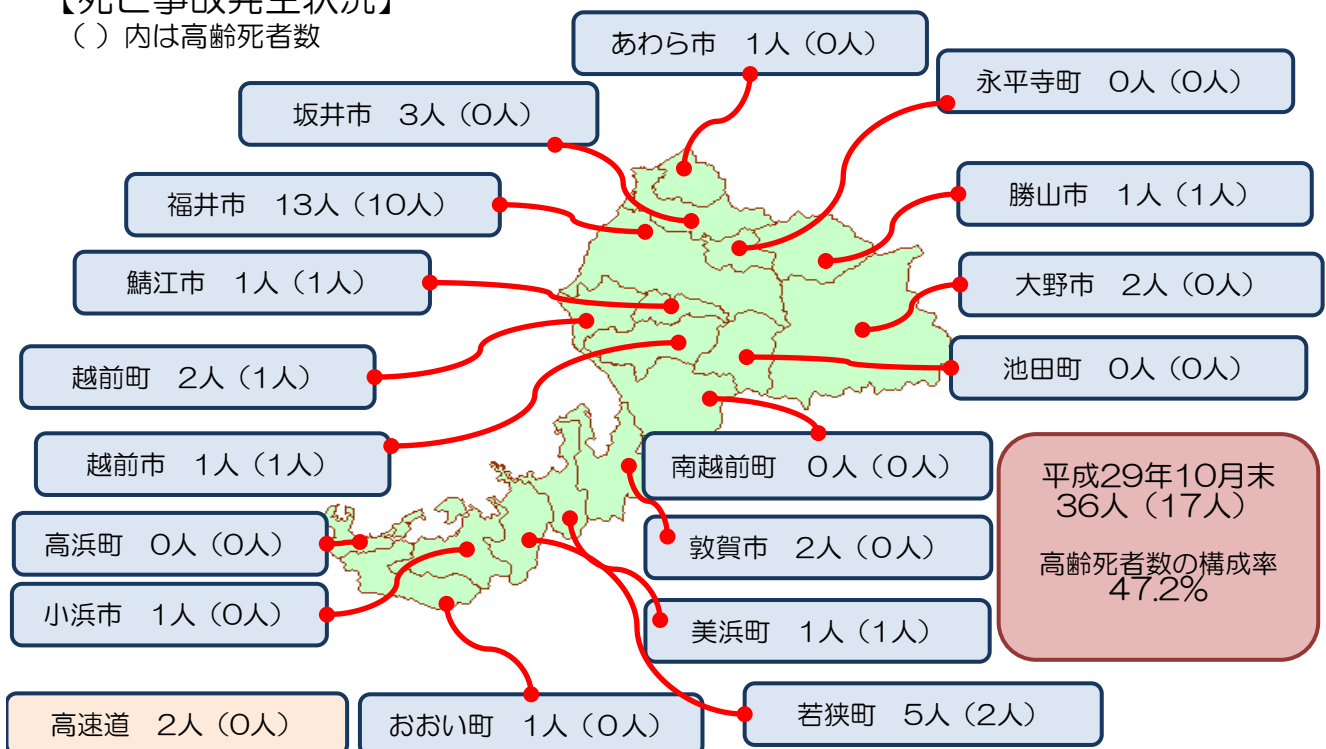 【死亡事故発生状況】
（ ）内は高齢死者数
あわら市　1人（0人）
永平寺町　0人（0人）
坂井市　3人（0人）
勝山市　1人（1人）
福井市　13人（10人）
鯖江市　1人（1人）
大野市　2人（0人）
越前町　2人（1人）
池田町　0人（0人）
越前市　1人（1人）
南越前町　0人（0人）
平成29年10月末
36人（17人）
高齢死者数の構成率
47.2%
高浜町　0人（0人）
敦賀市　2人（0人）
小浜市　1人（0人）
美浜町　1人（1人）
高速道　2人（0人）
おおい町　1人（0人）
若狭町　5人（2人）